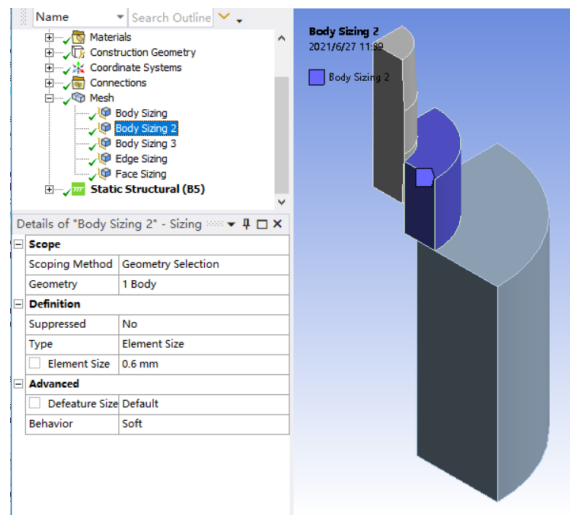 Name Search Outline
Materials
Construction Geometry
Coordinate Systems
Connections
Mesh
Body Sizing
Body Sizing 2
Body Sizing 3
Edge Sizing
Face Sizing
Static Structural (B5)
Details of "Body Sizing 2" - Sizing
Scope
Scoping Method Geometry Selection
Geometry 1 Body
Definition
Suppressed No
Type Element Size
Element Size 0.6 mm
Advanced
Defeature Size Default
Behavior Soft
Body Sizing 2
2021/6/27
Body Sizing 2